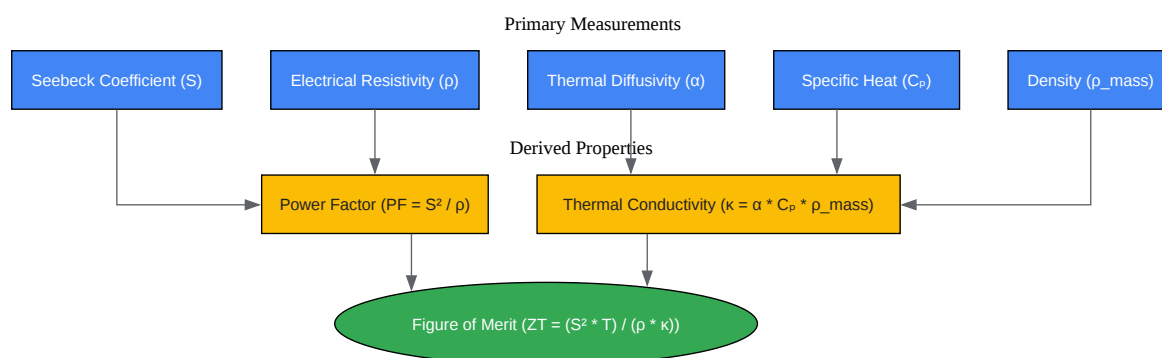 Primary Measurements
Seebeck Coefficient (S)
Electrical Resistivity (ρ)
Thermal Diffusivity (α)
Specific Heat (Cₚ)
Density (ρ_mass)
Derived Properties
Power Factor (PF = S² / ρ)
Thermal Conductivity (κ = α * Cₚ * ρ_mass)
Figure of Merit (ZT = (S² * T) / (ρ * κ))